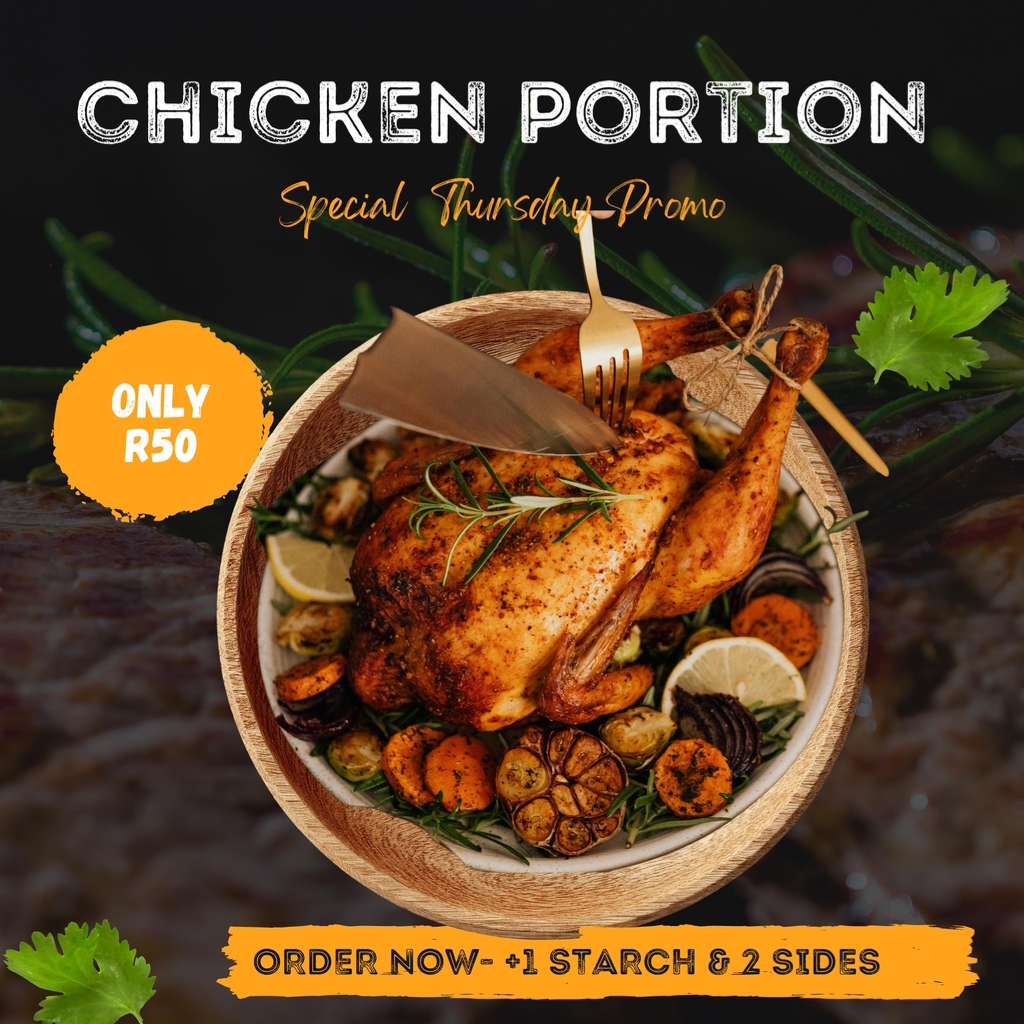 CHICKEN PORTION
Special Thursday Promo
ONLY
R50
ORDER NOW- +1 STARCH & 2 SIDES